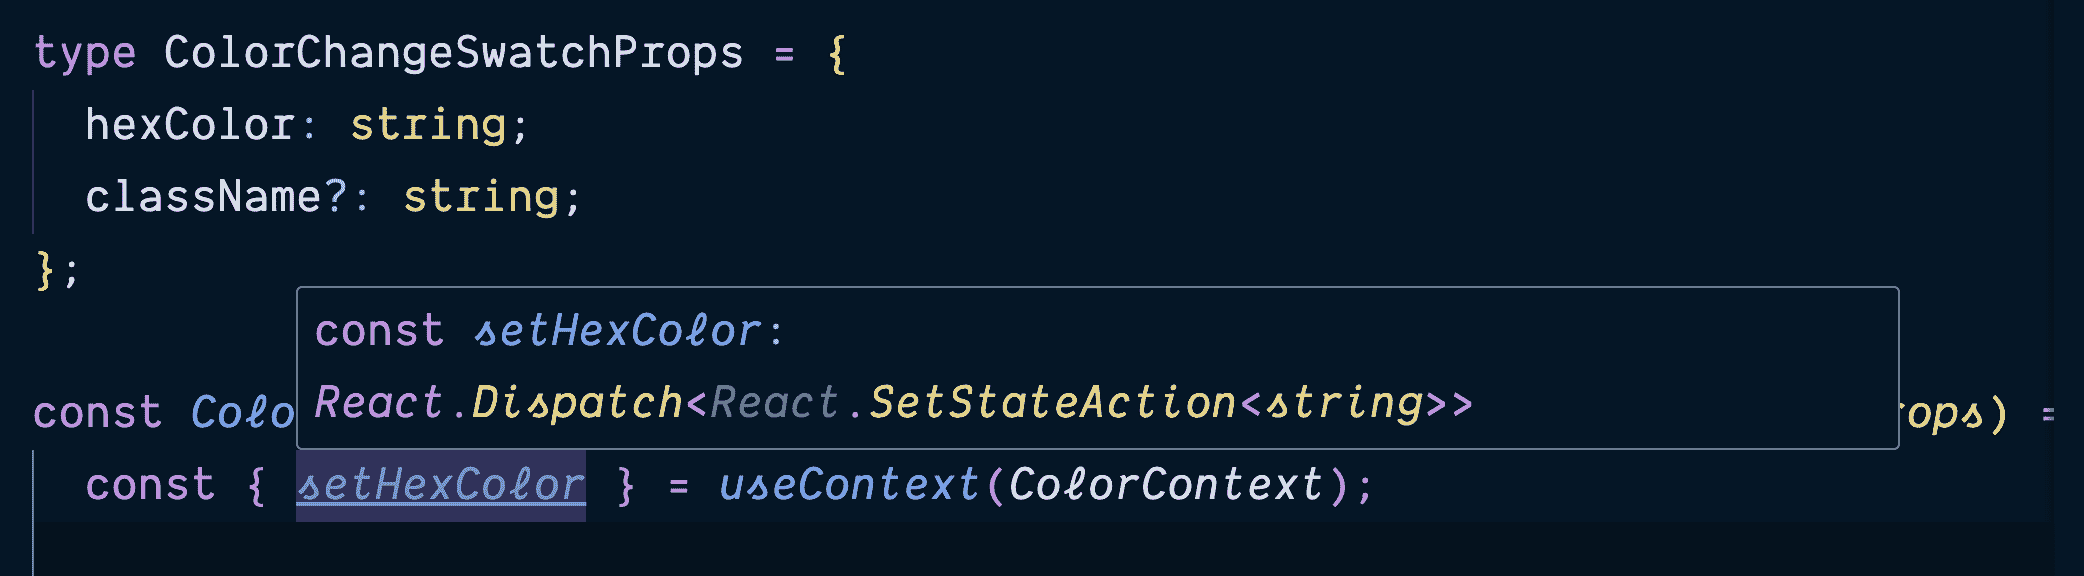 type ColorChangeSwatchProps = {
hexColor: string;
className?: string;
};
const setHexColor:
React.Dispatch<React.SetStateAction<string>>
const Colo ops) =
const { setHexColor } = useContext(ColorContext);